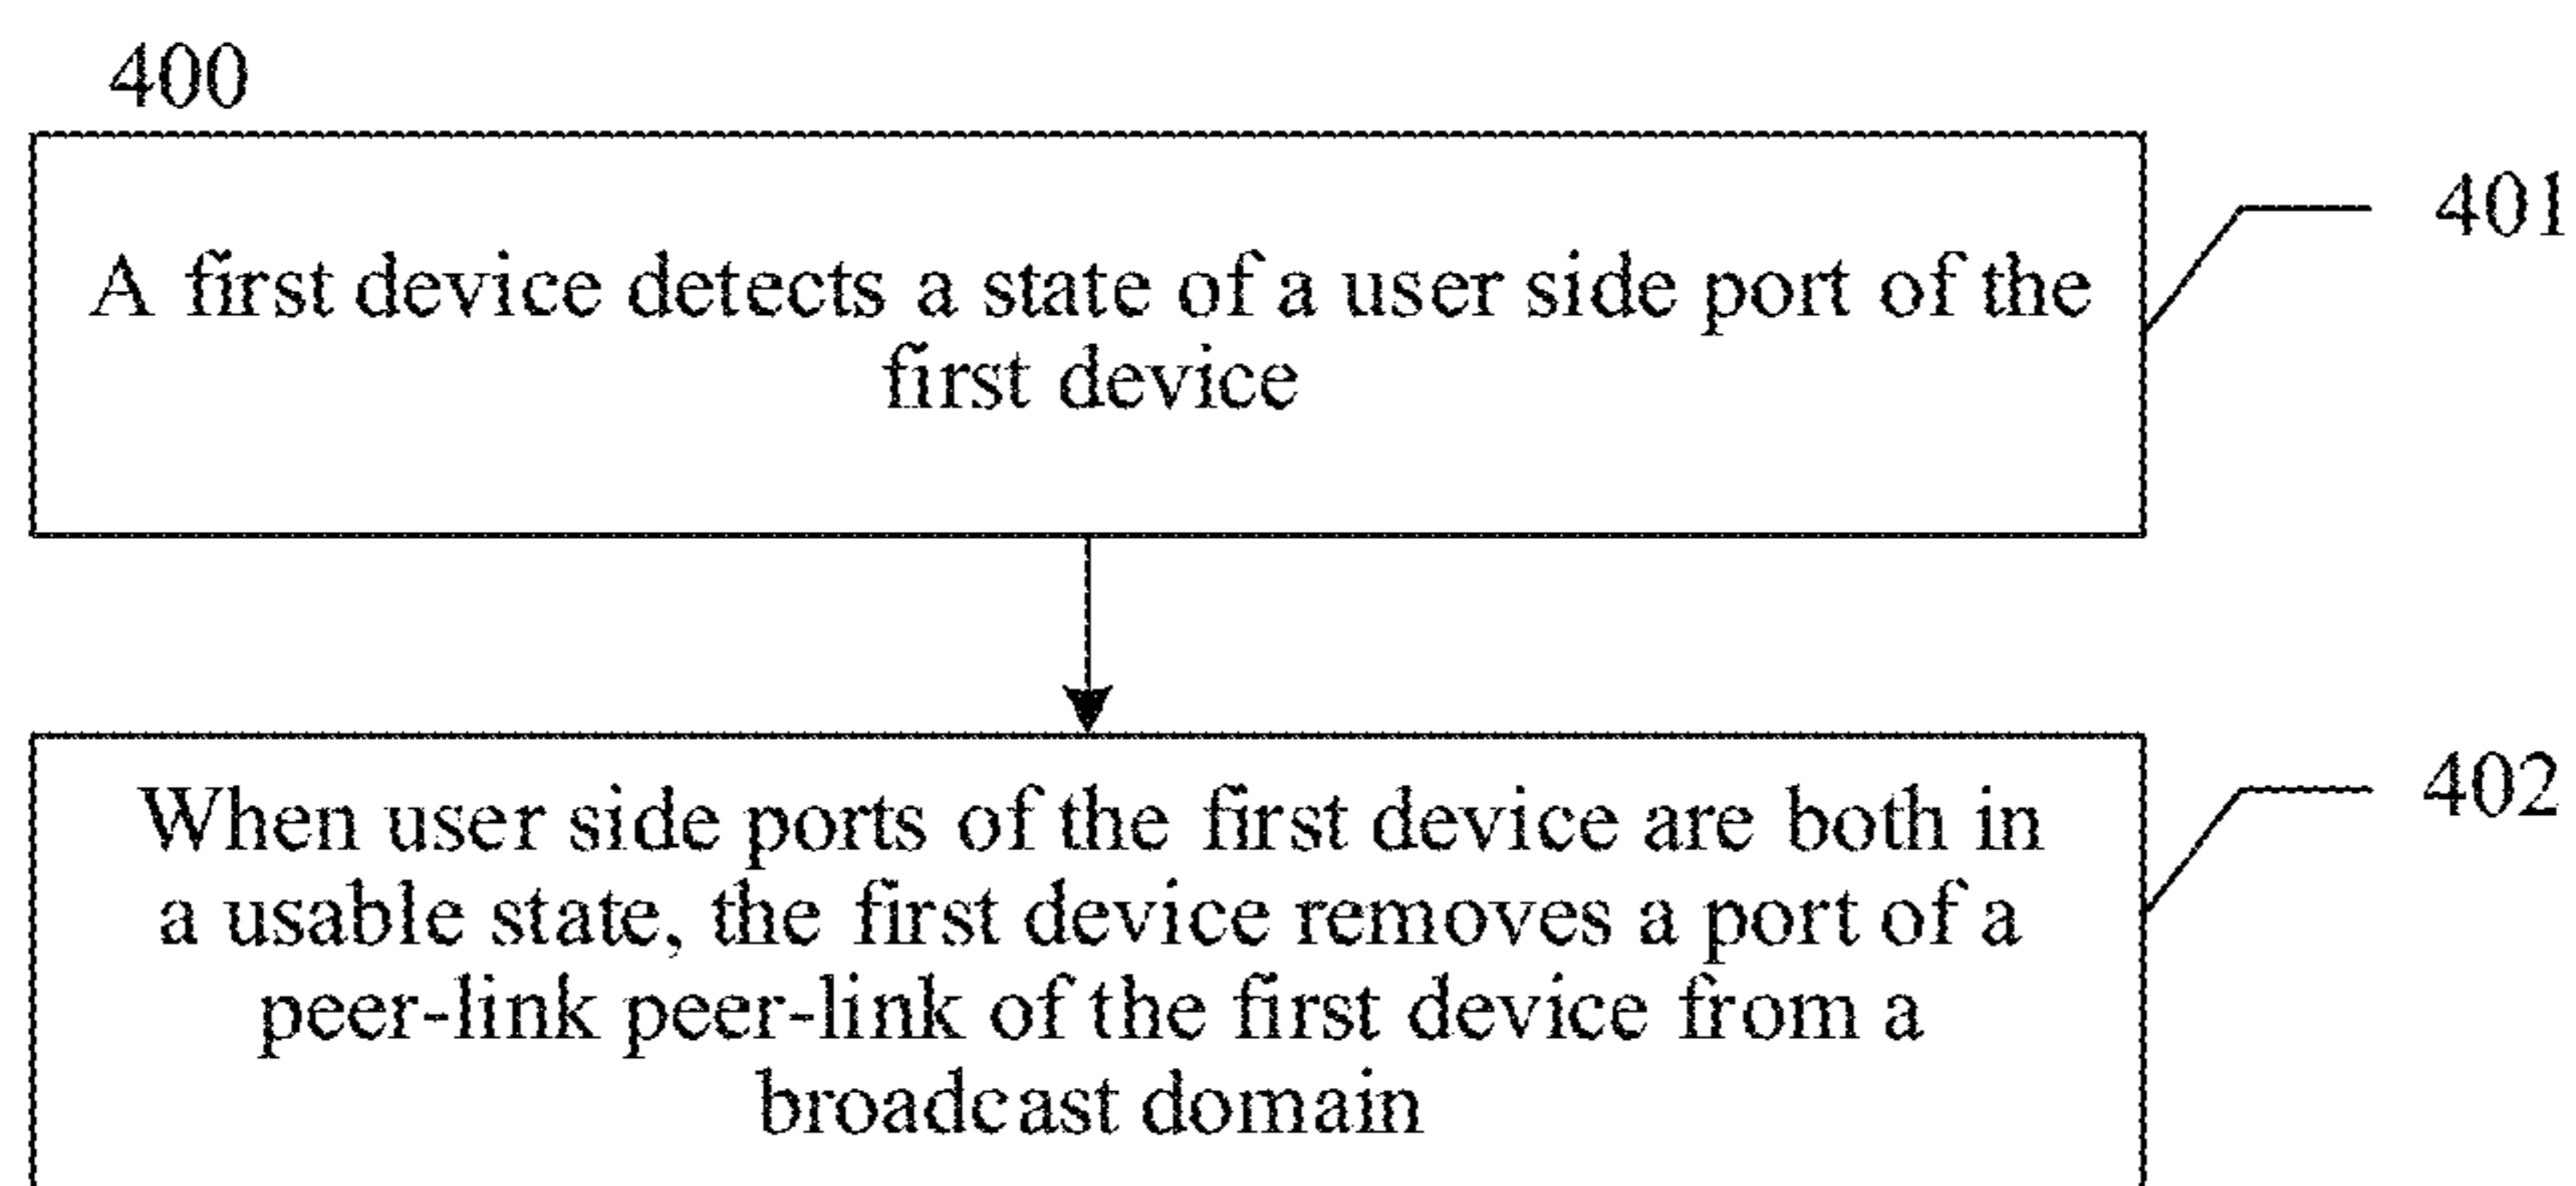 400
A first device detects a state of a user side port of the
first device
401
When user side ports of the first device are both in
a usable state, the first device removes a port of a
peer-link peer-link of the first device from a
broadcast domain
402